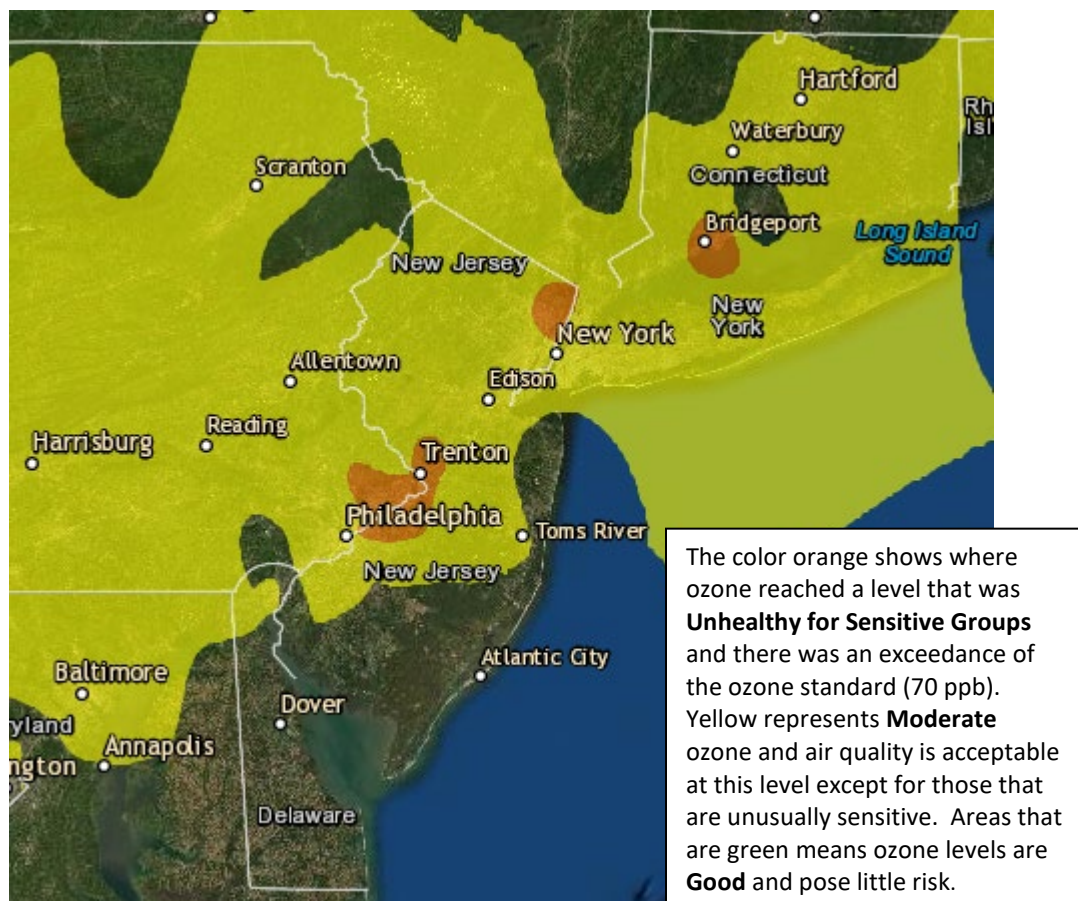 Hartford
Rh
Isl
Waterbury
Scranton
Connecticut
Bridgeport
Long Island
Sound
New Jersey
New
York
New York
Allentown
Edison
Reading
Harrisburg
Trenton
Philadelphia
Toms River
New Jersey
Atlantic City
Baltimore
Dover
yland
Annapolis
ngton
Delaware
The color orange shows where
ozone reached a level that was
Unhealthy for Sensitive Groups
and there was an exceedance of
the ozone standard (70 ppb).
Yellow represents Moderate
ozone and air quality is acceptable
at this level except for those that
are unusually sensitive.  Areas that
are green means ozone levels are
Good and pose little risk.